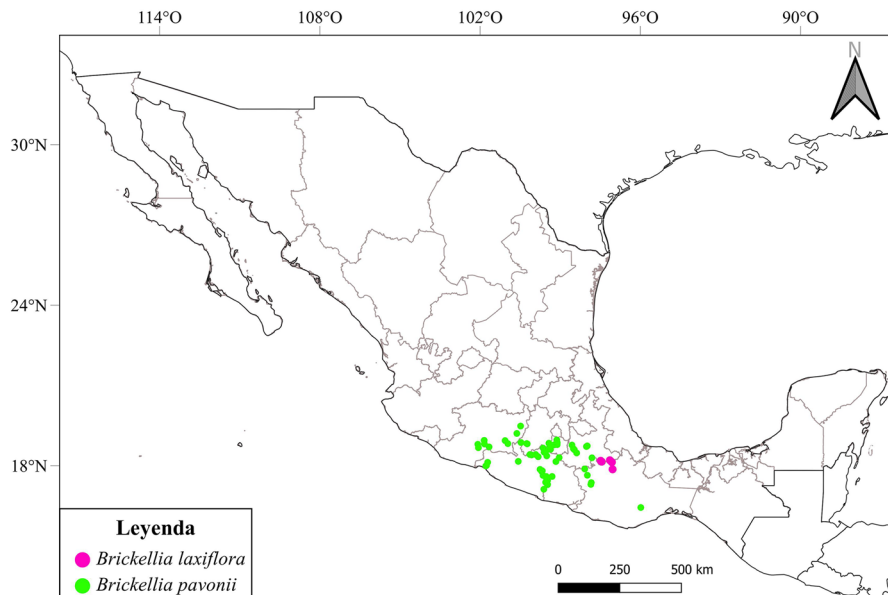 114°O 108°O 102°O 96°O 90°O
N
30°N
24°N
18°N
Leyenda
Brickellia laxiflora
Brickellia pavonii
0 250 500 km